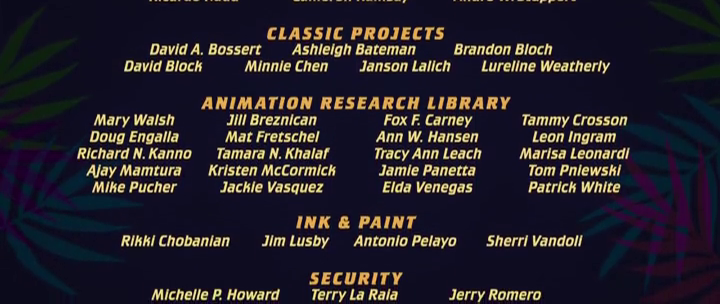 CLASSIC PROJECTS
David A. Bossert Ashleigh Bateman Brandon Bloch
David Block Minnie Chen Janson Lalich Lureline Weatherly
ANIMATION RESEARCH LIBRARY
Mary Walsh Jill Breznican Fox F. Carney Tammy Crosson
Doug Engalla Mat Fretschel Ann W. Hansen Leon Ingram
Richard N. Kanno Tamara N. Khalaf Tracy Ann Leach Marisa Leonardi
Ajay Mamtura Kristen McCormick Jamie Panetta Tom Pniewski
Mike Pucher Jackie Vasquez Elda Venegas Patrick White
INK & PAINT
Rikki Chobanian Jim Lusby Antonio Pelayo Sherri Vandoli
SECURITY
Michelle P. Howard Terry La Raia Jerry Romero